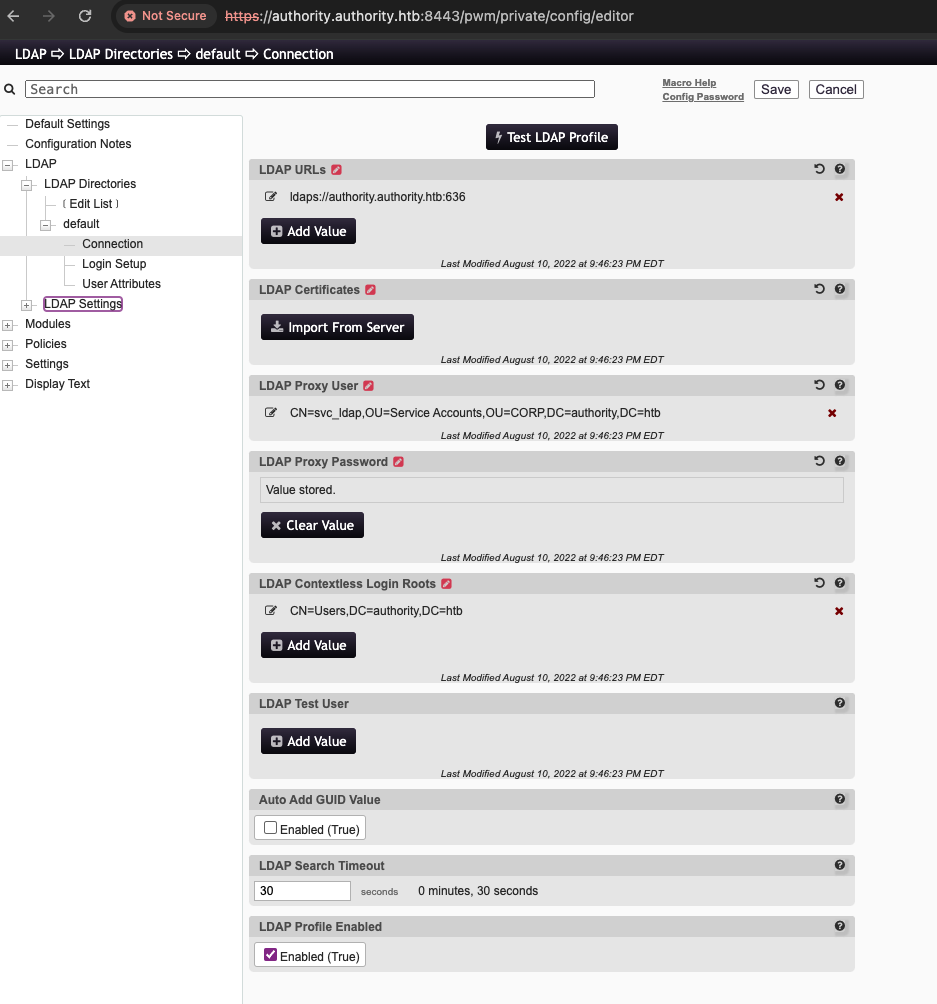 Not Secure https://authority.authority.htb:8443/pwm/private/config/editor
LDAP ⇨ LDAP Directories ⇨ default ⇨ Connection
Search
Macro Help
Config Password
Save
Cancel
Default Settings
Configuration Notes
LDAP
LDAP Directories
[ Edit List ]
default
Connection
Login Setup
User Attributes
LDAP Settings
Modules
Policies
Settings
Display Text
Test LDAP Profile
LDAP URLs
ldaps://authority.authority.htb:636
Add Value
Last Modified August 10, 2022 at 9:46:23 PM EDT
LDAP Certificates
Import From Server
Last Modified August 10, 2022 at 9:46:23 PM EDT
LDAP Proxy User
CN=svc_ldap,OU=Service Accounts,OU=CORP,DC=authority,DC=htb
Last Modified August 10, 2022 at 9:46:23 PM EDT
LDAP Proxy Password
Value stored.
Clear Value
Last Modified August 10, 2022 at 9:46:23 PM EDT
LDAP Contextless Login Roots
CN=Users,DC=authority,DC=htb
Add Value
Last Modified August 10, 2022 at 9:46:23 PM EDT
LDAP Test User
Add Value
Last Modified August 10, 2022 at 9:46:23 PM EDT
Auto Add GUID Value
Enabled (True)
LDAP Search Timeout
30 seconds 0 minutes, 30 seconds
LDAP Profile Enabled
Enabled (True)